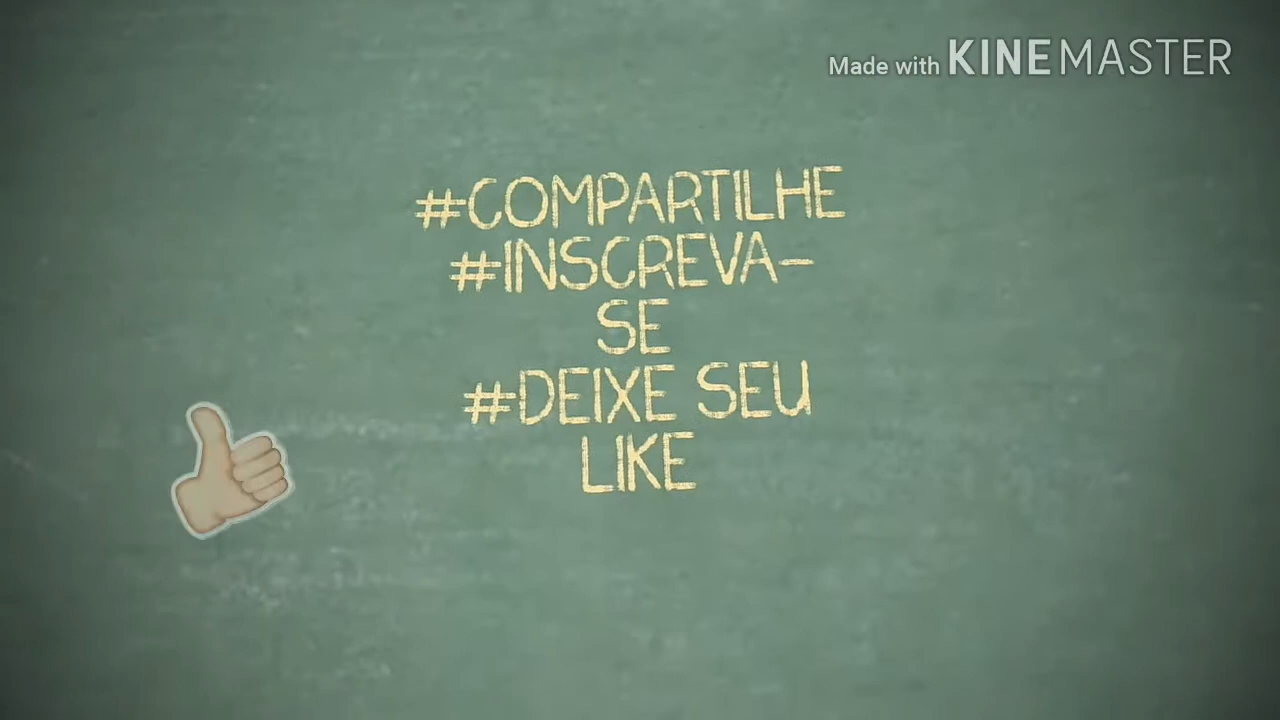 Made with KINEMASTER
#COMPARTILHE
#INSCREVA-
SE
#DEIXE SEU
LIKE